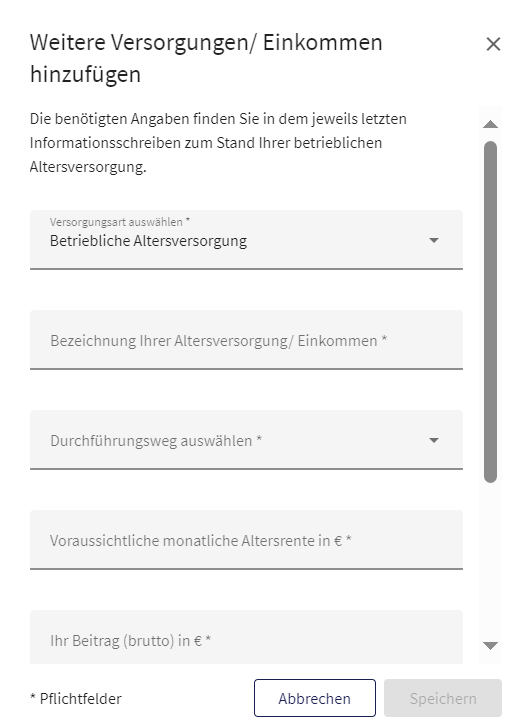 Weitere Versorgungen/ Einkommen
hinzufügen
Die benötigten Angaben finden Sie in dem jeweils letzten
Informationsschreiben zum Stand Ihrer betrieblichen
Altersversorgung.
Versorgungsart auswählen *
Betriebliche Altersversorgung
Bezeichnung Ihrer Altersversorgung/ Einkommen *
Durchführungsweg auswählen *
Voraussichtliche monatliche Altersrente in € *
Ihr Beitrag (brutto) in € *
* Pflichtfelder
Abbrechen
Speichern